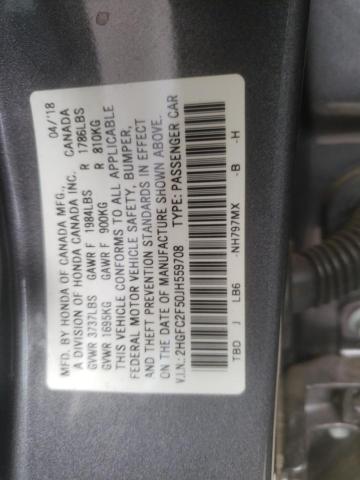 MFD. BY HONDA OF CANADA MFG., 04/18
A DIVISION OF HONDA CANADA INC. CANADA
GVWR 3737LBS GAWR F 1984LBS R 1786LBS
GVWR 1695KG GAWR F 900KG R 810KG
THIS VEHICLE CONFORMS TO ALL APPLICABLE
FEDERAL MOTOR VEHICLE SAFETY, BUMPER,
AND THEFT PREVENTION STANDARDS IN EFFECT
ON THE DATE OF MANUFACTURE SHOWN ABOVE.
V.I.N.: 2HGFC2F50JH559708 TYPE: PASSENGER CAR
TBD J LB6 -NH797MX -B -H